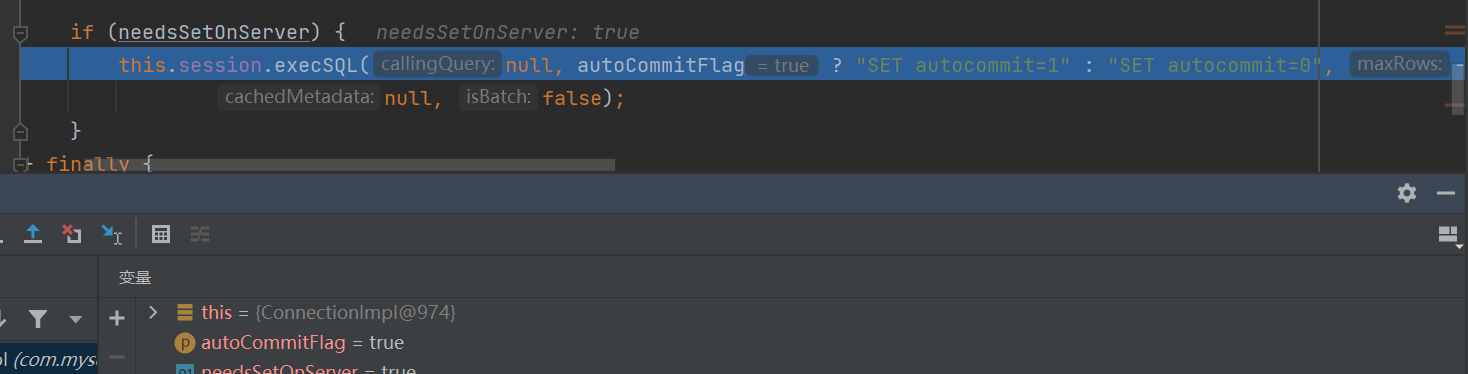 if (needsSetOnServer) { needsSetOnServer: true
this.session.execSQL( callingQuery: null, autoCommitFlag = true ? "SET autocommit=1" : "SET autocommit=0", maxRows: -
cachedMetadata: null, isBatch: false);
}
} finally {
变量
this = {ConnectionImpl@974}
autoCommitFlag = true
needsSetOnServer = true
ol (com.mys